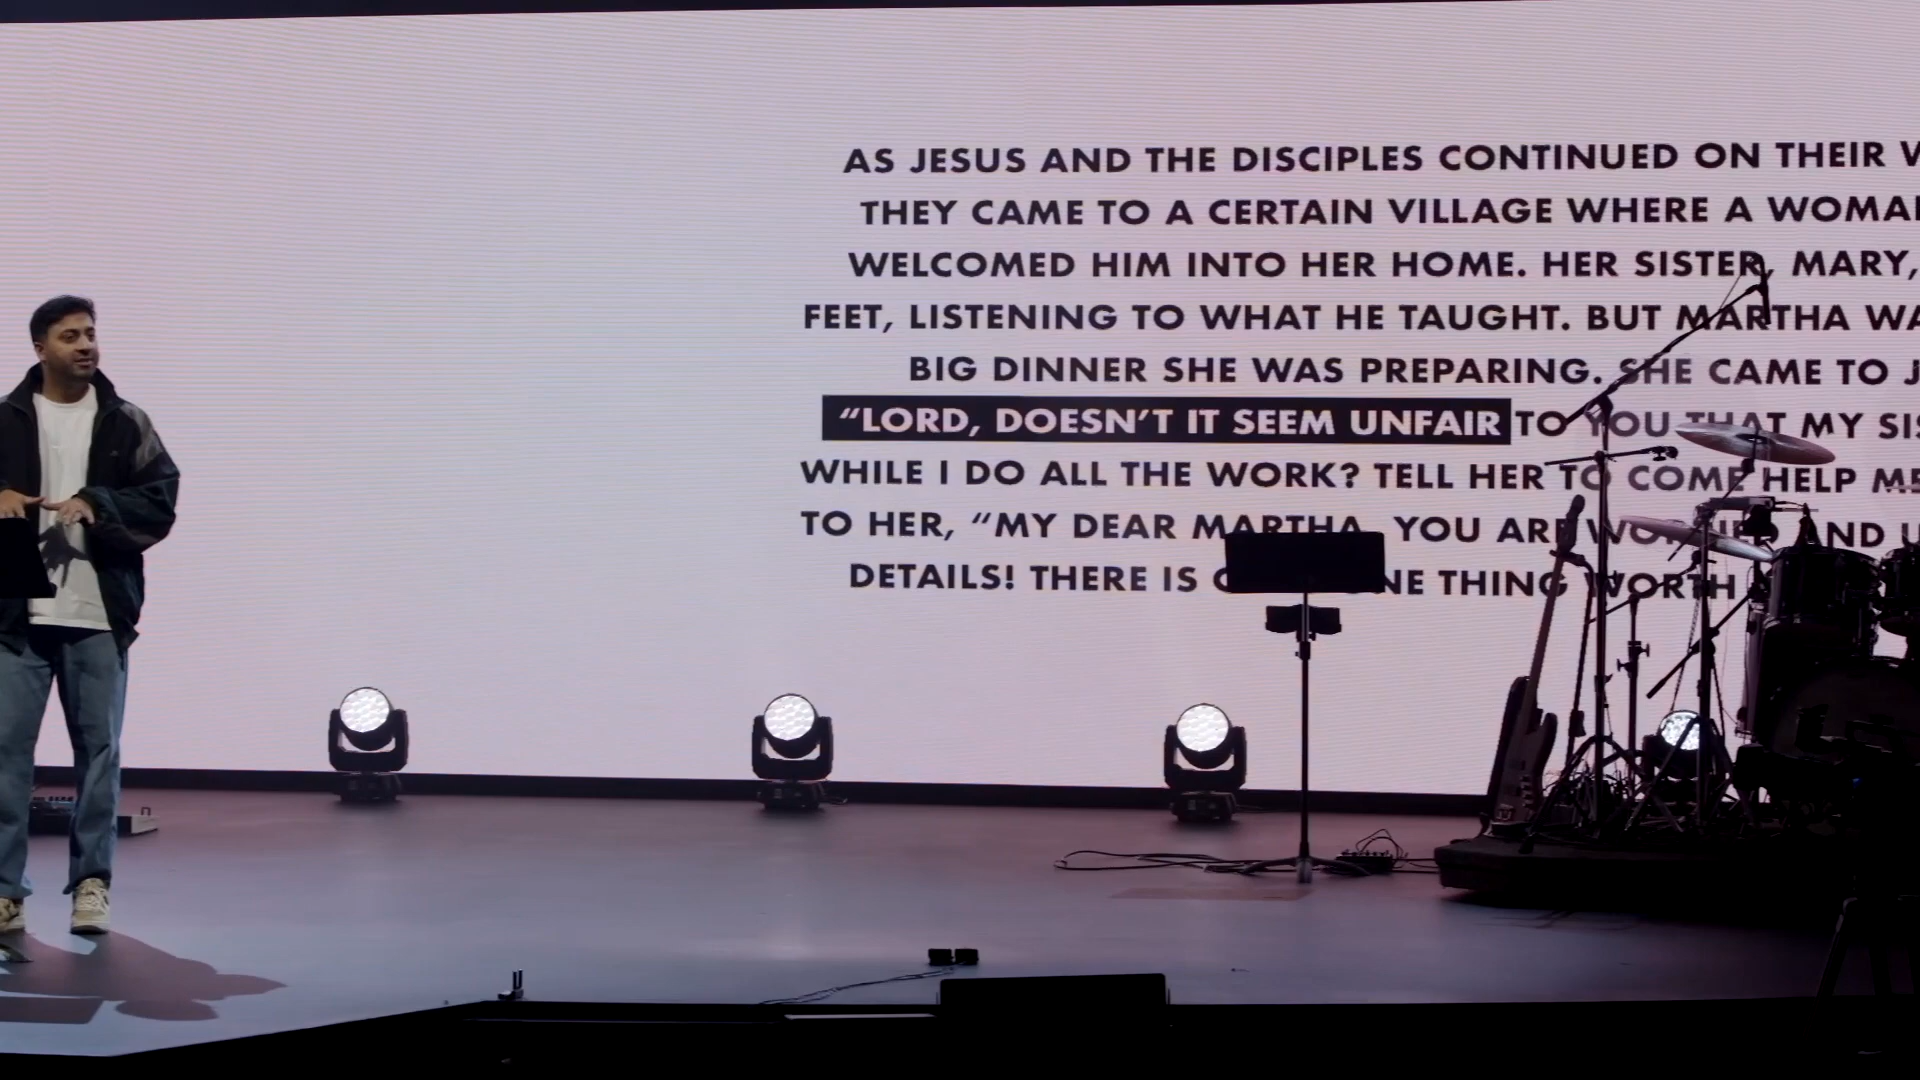 AS JESUS AND THE DISCIPLES CONTINUED ON THEIR
THEY CAME TO A CERTAIN VILLAGE WHERE A
WELCOMED HIM INTO HER HOME. HER SISTER, MARY,
FEET, LISTENING TO WHAT HE TAUGHT. BUT MARTHA
BIG DINNER SHE WAS PREPARING. SHE CAME TO
“LORD, DOESN’T IT SEEM UNFAIR TO YOU THAT MY
WHILE I DO ALL THE WORK? TELL HER TO COME HELP
TO HER, “MY DEAR MARTHA, YOU ARE AND
DETAILS! THERE IS THING WORTH